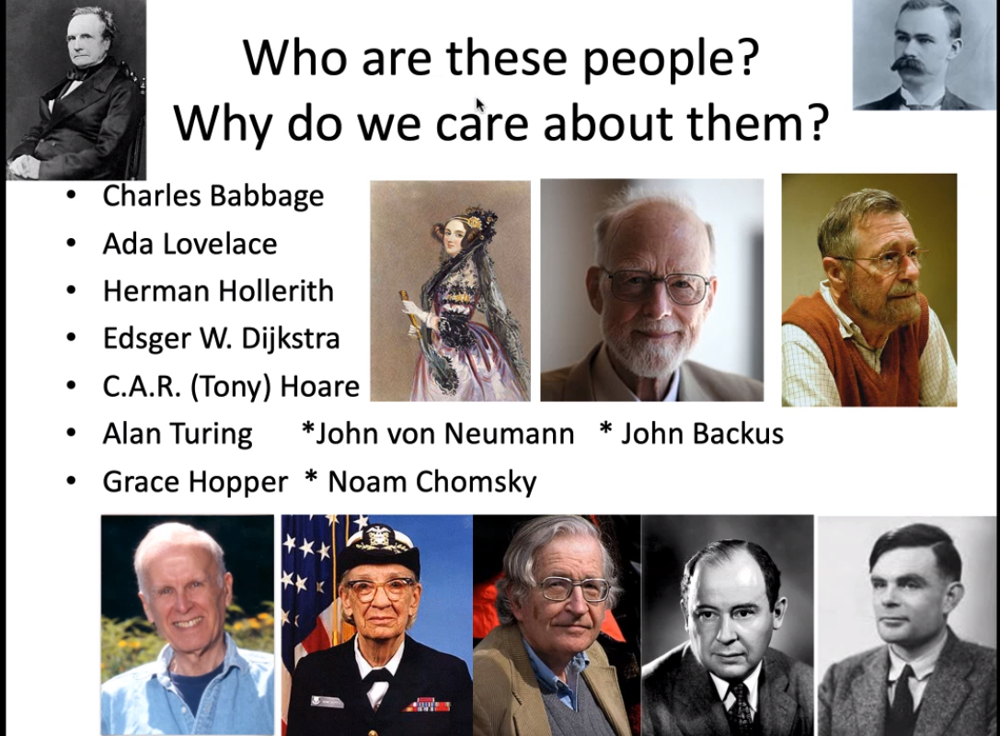 Who are these people?
Why do we care about them?
• Charles Babbage
• Ada Lovelace
• Herman Hollerith
• Edsger W. Dijkstra
• C.A.R. (Tony) Hoare
• Alan Turing *John von Neumann * John Backus
• Grace Hopper * Noam Chomsky